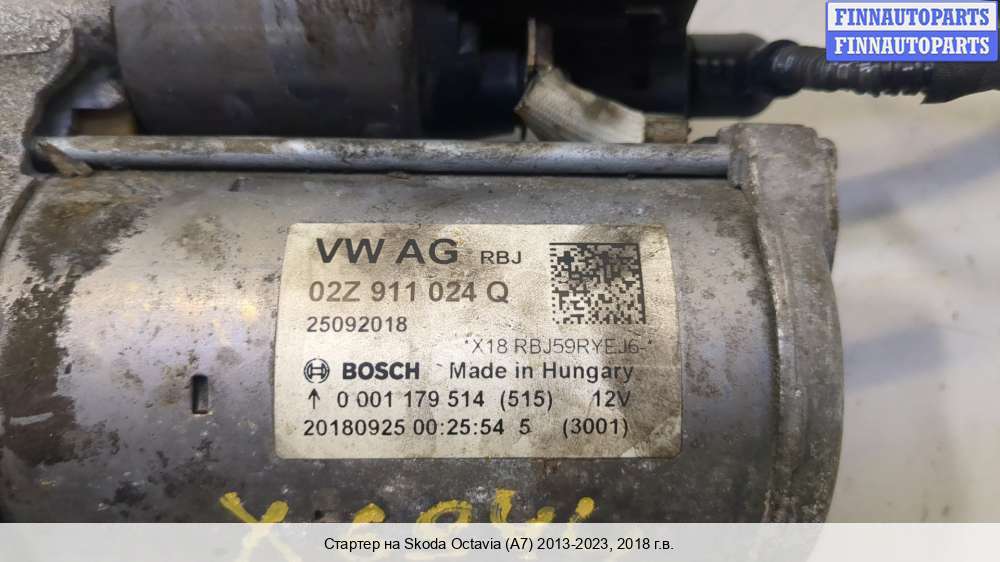 FINNAUTOPARTS
FINNAUTOPARTS
VW AG RBJ
02Z 911 024 Q
25092018
*X18 RBJ59RYEJ6-*
BOSCH Made in Hungary
↑ 0 001 179 514 (515) 12V
20180925 00:25:54 5 (3001)
Стартер на Skoda Octavia (A7) 2013-2023, 2018 г.в.